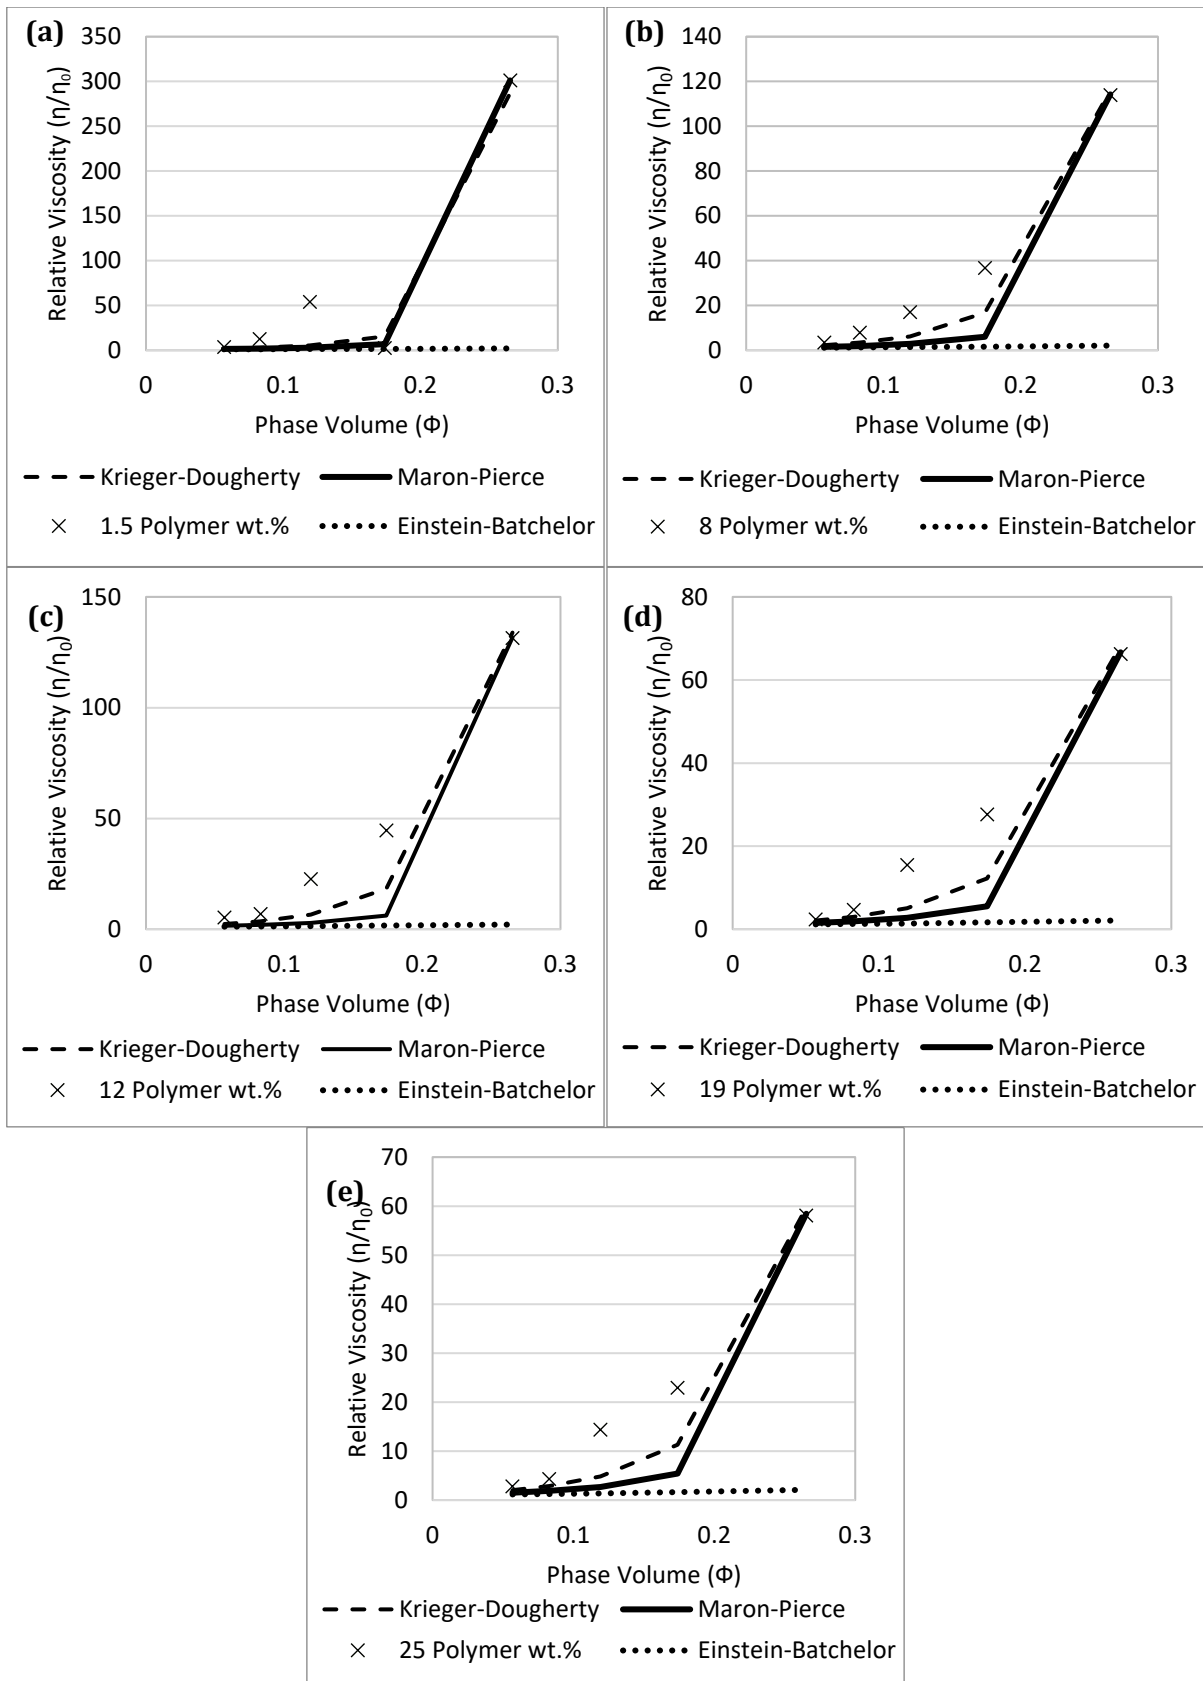 (a)
350
300
250
200
150
100
50
0
Relative Viscosity (η/η₀)
0 0.1 0.2 0.3
Phase Volume (Φ)
Krieger-Dougherty Maron-Pierce
1.5 Polymer wt.% Einstein-Batchelor
(b)
140
120
100
80
60
40
20
0
Relative Viscosity (η/η₀)
0 0.1 0.2 0.3
Phase Volume (Φ)
Krieger-Dougherty Maron-Pierce
8 Polymer wt.% Einstein-Batchelor
(c)
150
100
50
0
Relative Viscosity (η/η₀)
0 0.1 0.2 0.3
Phase Volume (Φ)
Krieger-Dougherty Maron-Pierce
12 Polymer wt.% Einstein-Batchelor
(d)
80
60
40
20
0
Relative Viscosity (η/η₀)
0 0.1 0.2 0.3
Phase Volume (Φ)
Krieger-Dougherty Maron-Pierce
19 Polymer wt.% Einstein-Batchelor
(e)
70
60
50
40
30
20
10
0
Relative Viscosity (η/η₀)
0 0.1 0.2 0.3
Phase Volume (Φ)
Krieger-Dougherty Maron-Pierce
25 Polymer wt.% Einstein-Batchelor